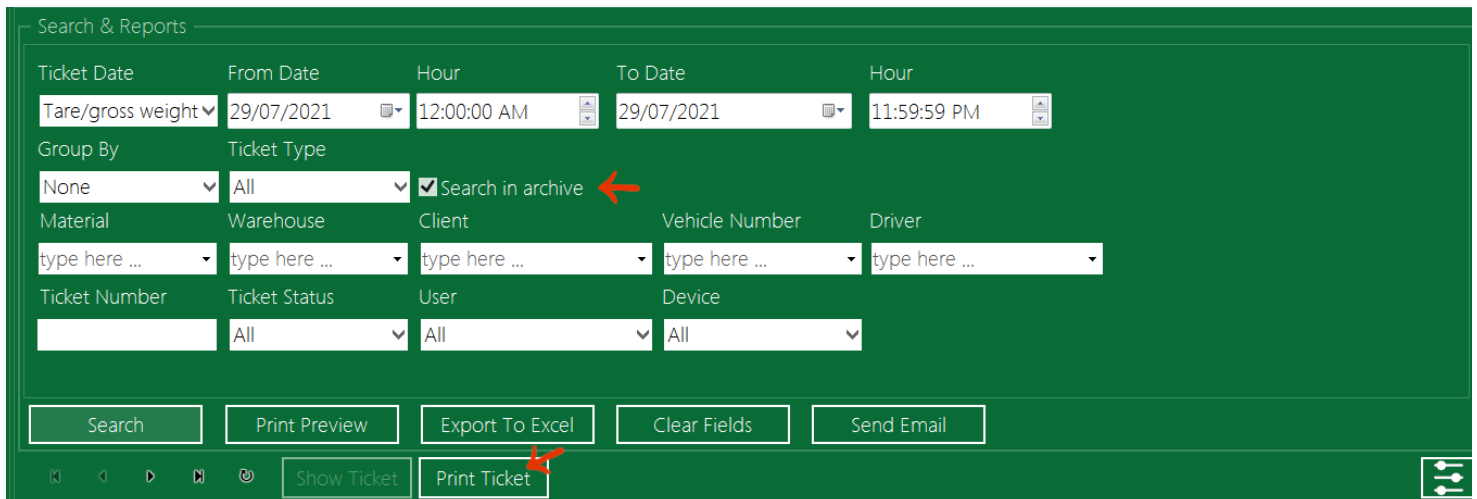 Search & Reports
Ticket Date From Date Hour To Date Hour
Tare/gross weight 29/07/2021 12:00:00 AM 29/07/2021 11:59:59 PM
Group By Ticket Type
None All Search in archive
Material Warehouse Client Vehicle Number Driver
type here ... type here ... type here ... type here ... type here ...
Ticket Number Ticket Status User Device
All All All
Search Print Preview Export To Excel Clear Fields Send Email
Show Ticket Print Ticket